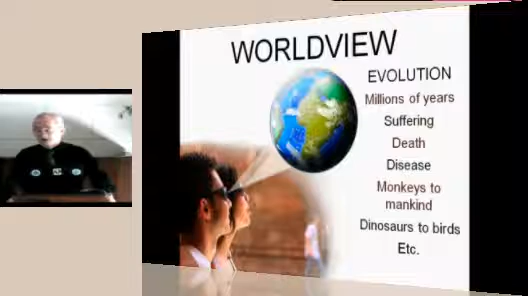 WORLDVIEW
EVOLUTION
Millions of years
Suffering
Death
Disease
Monkeys to
mankind
Dinosaurs to birds
Etc.